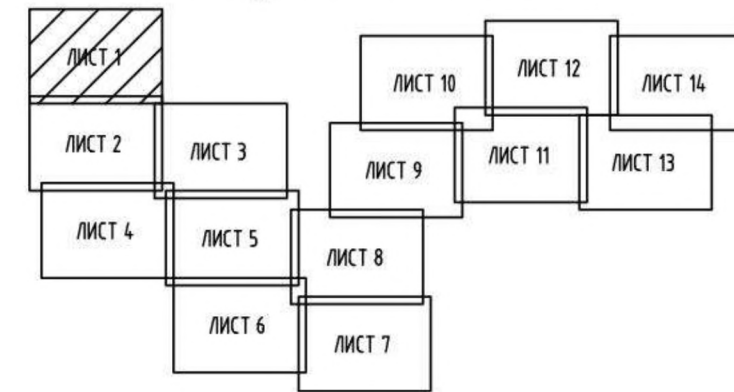 ЛИСТ 1
ЛИСТ 2
ЛИСТ 3
ЛИСТ 4
ЛИСТ 5
ЛИСТ 6
ЛИСТ 7
ЛИСТ 8
ЛИСТ 9
ЛИСТ 10
ЛИСТ 11
ЛИСТ 12
ЛИСТ 13
ЛИСТ 14